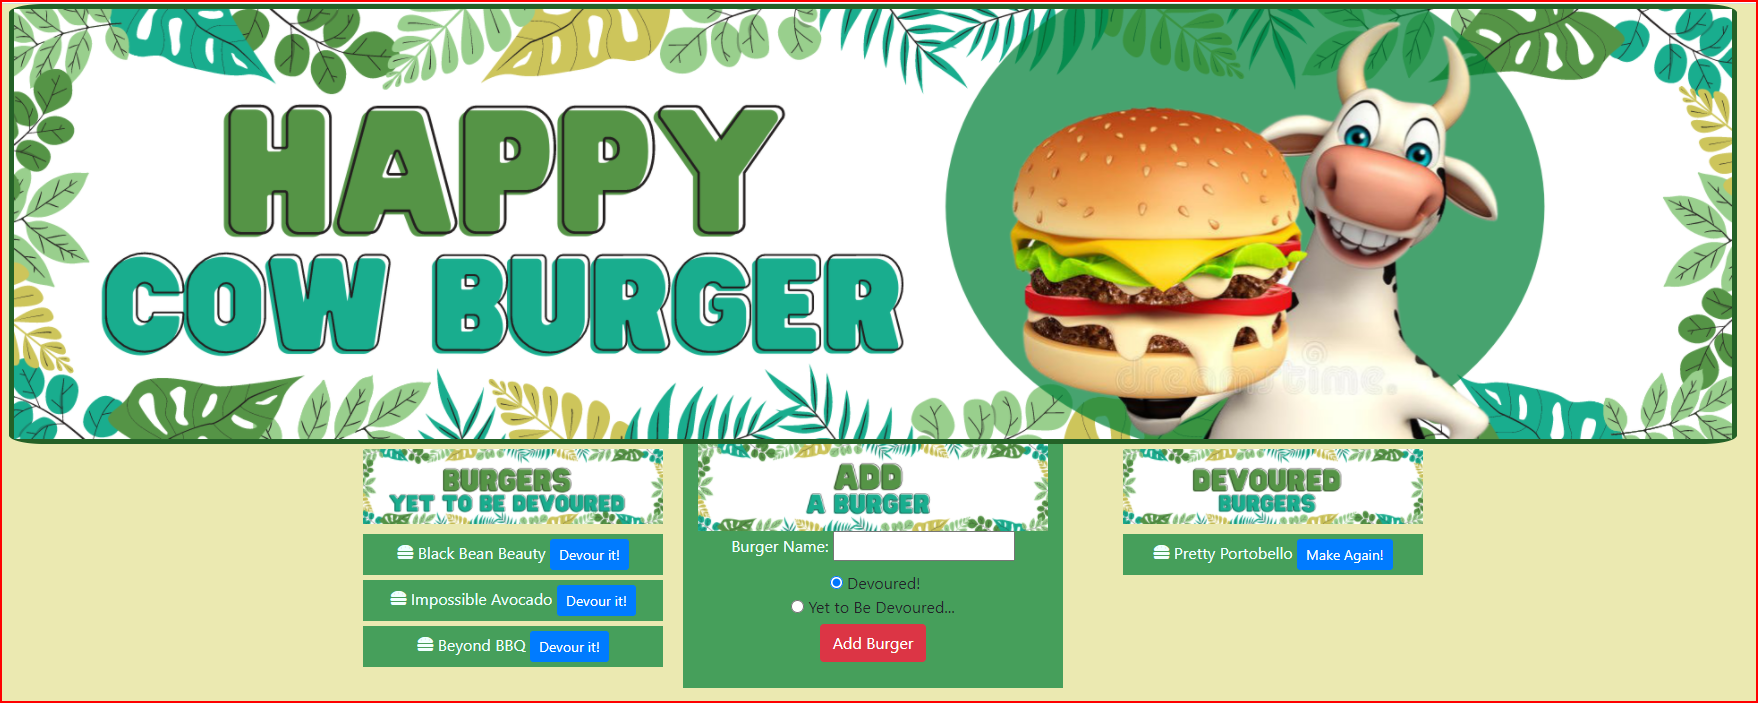 HAPPY
COW BURGER
dreamstime.
BURGERS
YET TO BE DEVOURED
Black Bean Beauty Devour it!
Impossible Avocado Devour it!
Beyond BBQ Devour it!
ADD
A BURGER
Burger Name:
Devoured!
Yet to Be Devoured...
Add Burger
DEVOURED
BURGERS
Pretty Portobello Make Again!